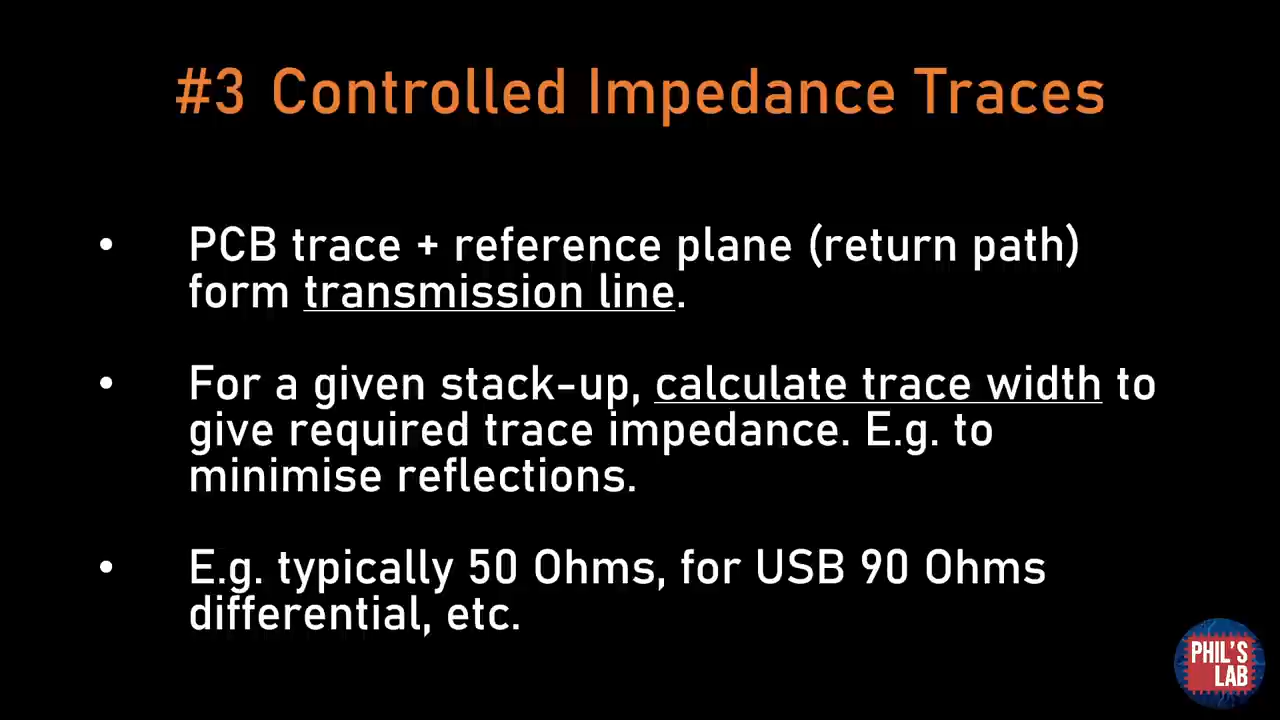 #3 Controlled Impedance Traces
• PCB trace + reference plane (return path)
form transmission line.
• For a given stack-up, calculate trace width to
give required trace impedance. E.g. to
minimise reflections.
• E.g. typically 50 Ohms, for USB 90 Ohms
differential, etc.
PHIL'S
LAB